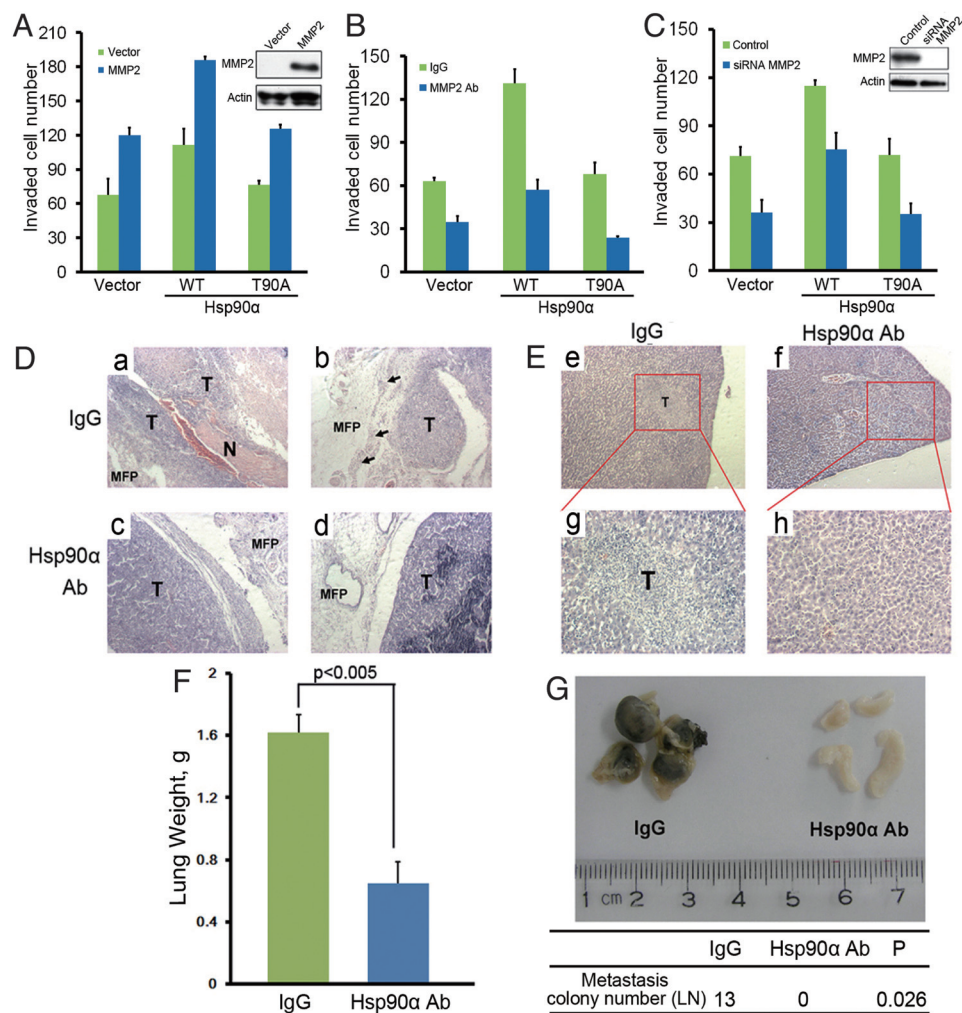 A
Vector
MMP2
Vector
MMP2
MMP2
Actin
Invaded cell number
300
240
180
120
90
60
30
0
Vector
WT
T90A
Hsp90α
B
IgG
MMP2 Ab
Invaded cell number
150
120
90
60
30
0
Vector
WT
T90A
Hsp90α
C
Control
siRNA MMP2
Control
siRNA
MMP2
MMP2
Actin
Invaded cell number
150
120
90
60
30
0
Vector
WT
T90A
Hsp90α
D
IgG
a
T
T
N
MFP
b
MFP
T
Hsp90α
Ab
c
MFP
T
d
MFP
T
E
IgG
Hsp90α Ab
e
T
f
g
T
h
F
p<0.005
Lung Weight, g
2
1.6
1.2
0.8
0.4
0
IgG
Hsp90α Ab
G
IgG
Hsp90α Ab
1 cm 2 3 4 5 6 7
IgG Hsp90α Ab P
Metastasis
colony number (LN) 13 0 0.026